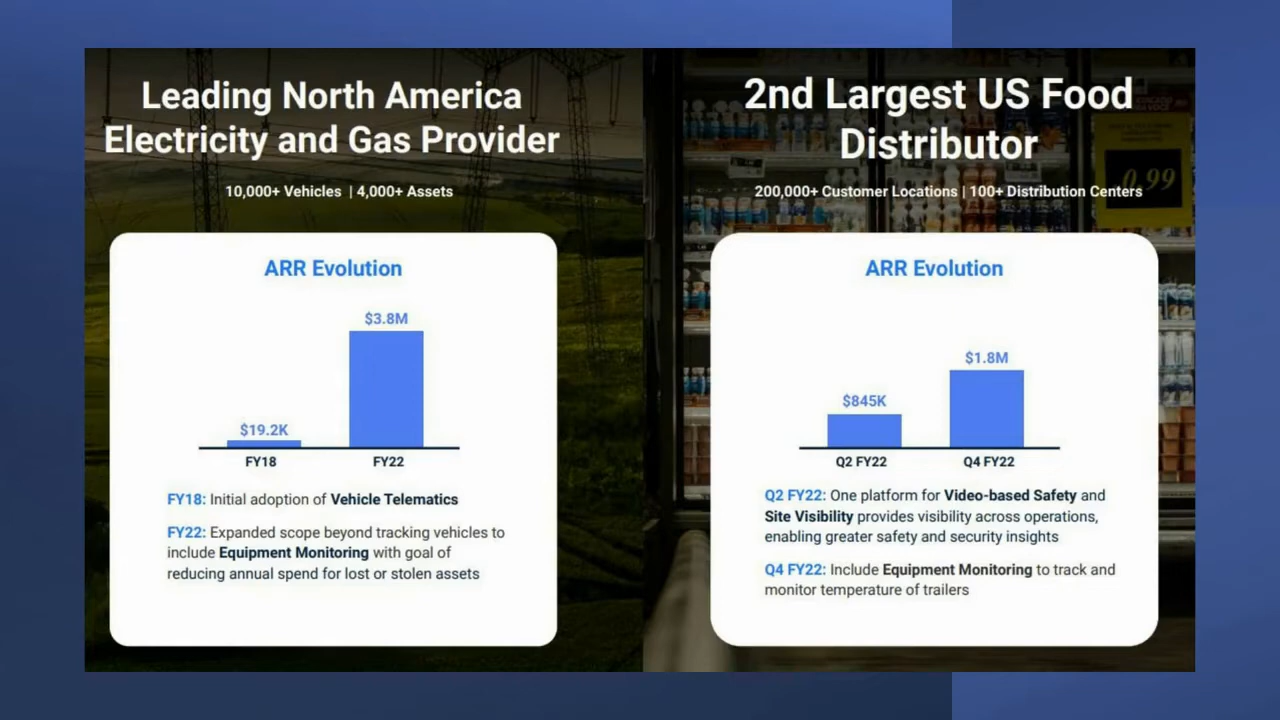 Leading North America
Electricity and Gas Provider
10,000+ Vehicles | 4,000+ Assets
ARR Evolution
$3.8M
$19.2K
FY18
FY22
FY18: Initial adoption of Vehicle Telematics
FY22: Expanded scope beyond tracking vehicles to
include Equipment Monitoring with goal of
reducing annual spend for lost or stolen assets
2nd Largest US Food
Distributor
200,000+ Customer Locations | 100+ Distribution Centers
0.99
ARR Evolution
$1.8M
$845K
Q2 FY22
Q4 FY22
Q2 FY22: One platform for Video-based Safety and
Site Visibility provides visibility across operations,
enabling greater safety and security insights
Q4 FY22: Include Equipment Monitoring to track and
monitor temperature of trailers